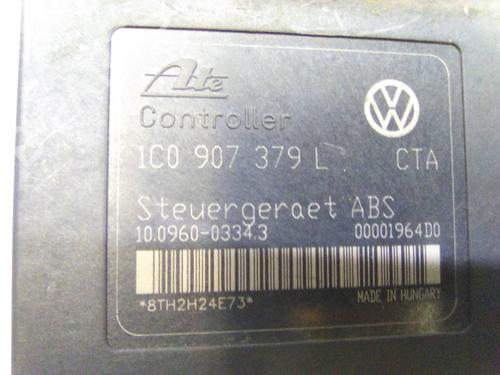 Ate
Controller
1C0 907 379 L CTA
Steuergeraet ABS
10.0960-0334.3 00001964D0
*8TH2H24E73* MADE IN HUNGARY